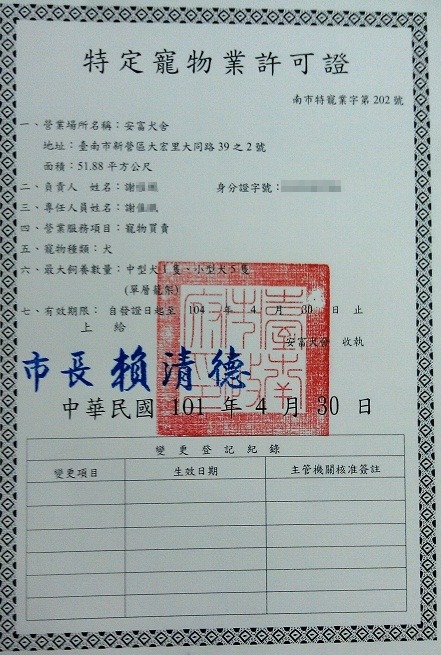 特定寵物業許可證
南市特寵業字第 202 號
一、營業場所名稱：安富犬舍
地址：臺南市新營區大宏里大同路 39 之 2 號
面積：51.88 平方公尺
二、負責人 姓名：謝 身分證字號：
三、專任人員姓名：謝
四、營業服務項目：寵物買賣
五、寵物種類：犬
六、最大飼養數量：中型犬 1 隻、小型犬 5 隻
(單層籠架)
七、有效期限：自發證日起至 104 年 4 月 30 日止
上 給
安富犬舍 收執
市長賴清德
中華民國 101 年 4 月 30 日
變更登記紀錄
變更項目 生效日期 主管機關核准簽註